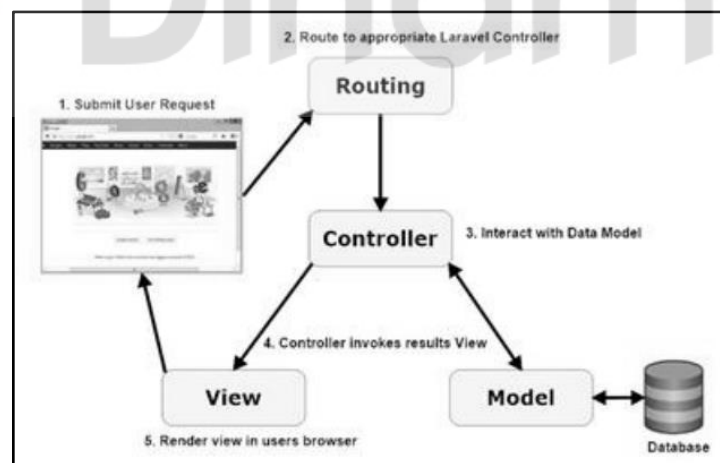 2. Route to appropriate Laravel Controller
Routing
1. Submit User Request
Controller
3. Interact with Data Model
4. Controller invokes results View
View
Model
5. Render view in users browser
Database